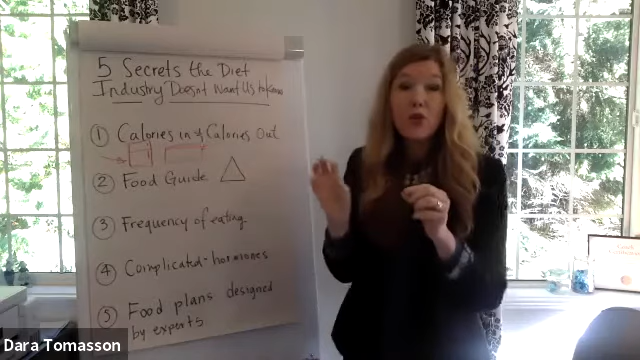 5 Secrets the Diet
Industry Doesn't Want Us to know
1 Calories in & Calories Out
2 Food Guide
3 Frequency of eating
4 Complicated - hormones
5 Food plans designed
by experts
Dara Tomasson